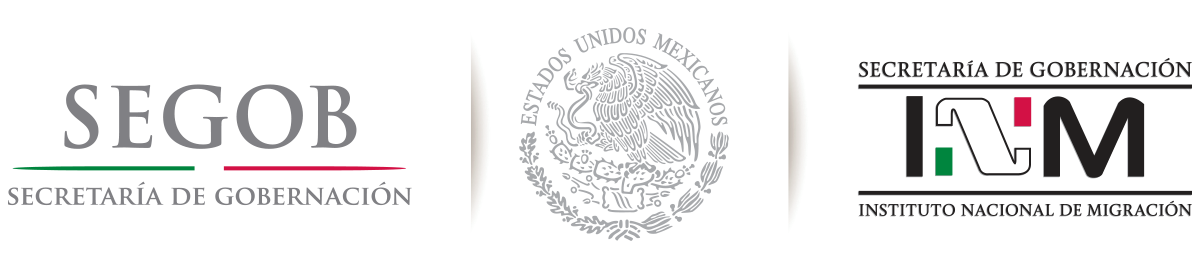 SEGOB
SECRETARÍA DE GOBERNACIÓN
ESTADOS UNIDOS MEXICANOS
SECRETARÍA DE GOBERNACIÓN
INM
INSTITUTO NACIONAL DE MIGRACIÓN